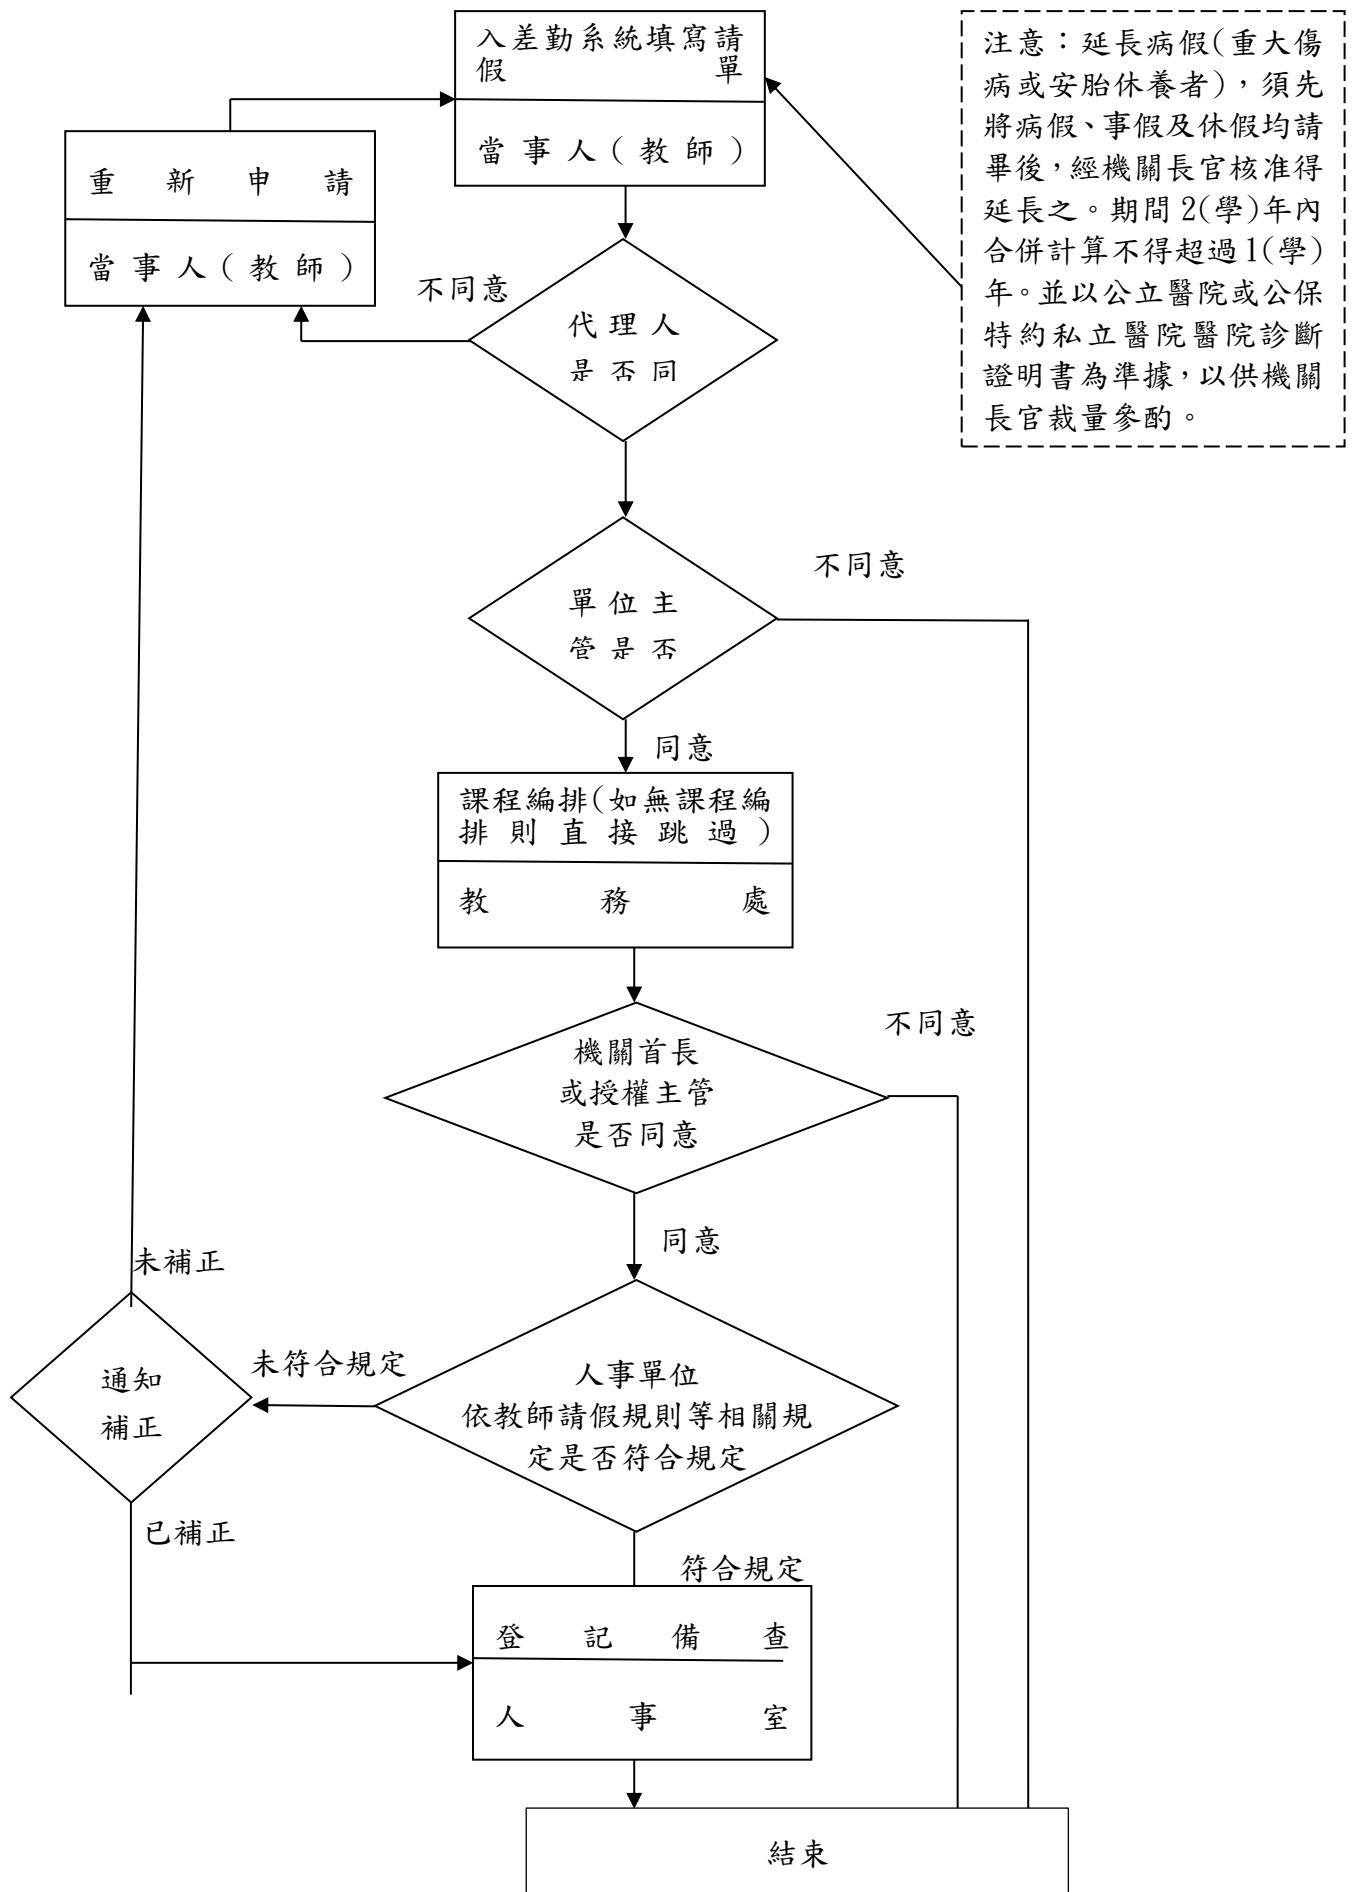 入差勤系統填寫請
假單
當事人(教師)
注意：延長病假(重大傷
病或安胎休養者)，須先
將病假、事假及休假均請
畢後，經機關長官核准得
延長之。期間2(學)年內
合併計算不得超過1(學)
年。並以公立醫院或公保
特約私立醫院醫院診斷
證明書為準據，以供機關
長官裁量參酌。
重新申請
當事人(教師)
不同意
代理人
是否同
單位主
管是否
不同意
同意
課程編排(如無課程編
排則直接跳過)
教務處
機關首長
或授權主管
是否同意
不同意
同意
人事單位
依教師請假規則等相關規
定是否符合規定
未符合規定
通知
補正
未補正
已補正
符合規定
登記備查
人事室
結束